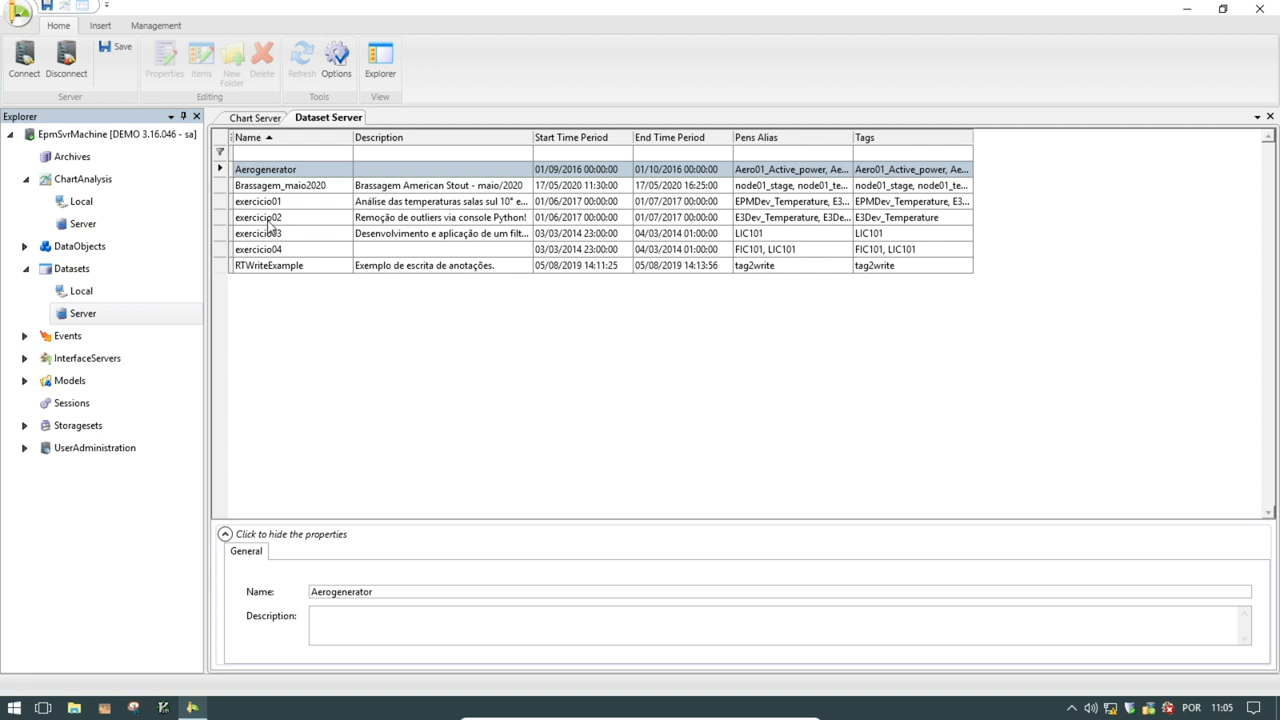 Home Insert Management
Connect Disconnect Save Properties Items New Folder Delete Refresh Options Explorer
Server Editing Tools View
Explorer
Chart Server Dataset Server
EpmSvrMachine [DEMO 3.16.046 - sa]
Archives
ChartAnalysis
Local
Server
DataObjects
Datasets
Local
Server
Events
InterfaceServers
Models
Sessions
Storagesets
UserAdministration
Name Description Start Time Period End Time Period Pens Alias Tags
Aerogenerator 01/09/2016 00:00:00 01/10/2016 00:00:00 Aero01_Active_power, Ae... Aero01_Active_power, Ae...
Brassagem_maio2020 Brassagem American Stout - maio/2020 17/05/2020 11:30:00 17/05/2020 16:25:00 node01_stage, node01_te... node01_stage, node01_te...
exercicio01 Análise das temperaturas salas sul 10° e... 01/06/2017 00:00:00 01/07/2017 00:00:00 EPMDev_Temperature, E3... EPMDev_Temperature, E3...
exercicio02 Remoção de outliers via console Python! 01/06/2017 00:00:00 01/07/2017 00:00:00 E3Dev_Temperature, E3De... E3Dev_Temperature
exercicio03 Desenvolvimento e aplicação de um filt... 03/03/2014 23:00:00 04/03/2014 01:00:00 LIC101 LIC101
exercicio04 03/03/2014 23:00:00 04/03/2014 01:00:00 FIC101, LIC101 FIC101, LIC101
RTWriteExample Exemplo de escrita de anotações. 05/08/2019 14:11:25 05/08/2019 14:13:56 tag2write tag2write
Click to hide the properties
General
Name: Aerogenerator
Description:
POR 11:05